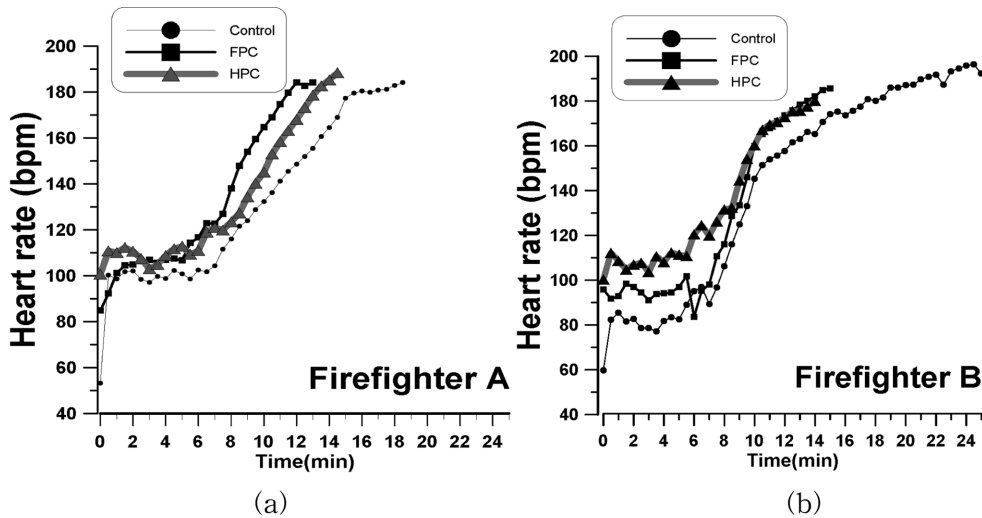 Control
FPC
HPC
Heart rate (bpm)
200
180
160
140
120
100
80
60
40
Firefighter A
0 2 4 6 8 10 12 14 16 18 20 22 24
Time(min)
(a)
Control
FPC
HPC
Heart rate (bpm)
200
180
160
140
120
100
80
60
40
Firefighter B
0 2 4 6 8 10 12 14 16 18 20 22 24
Time(min)
(b)